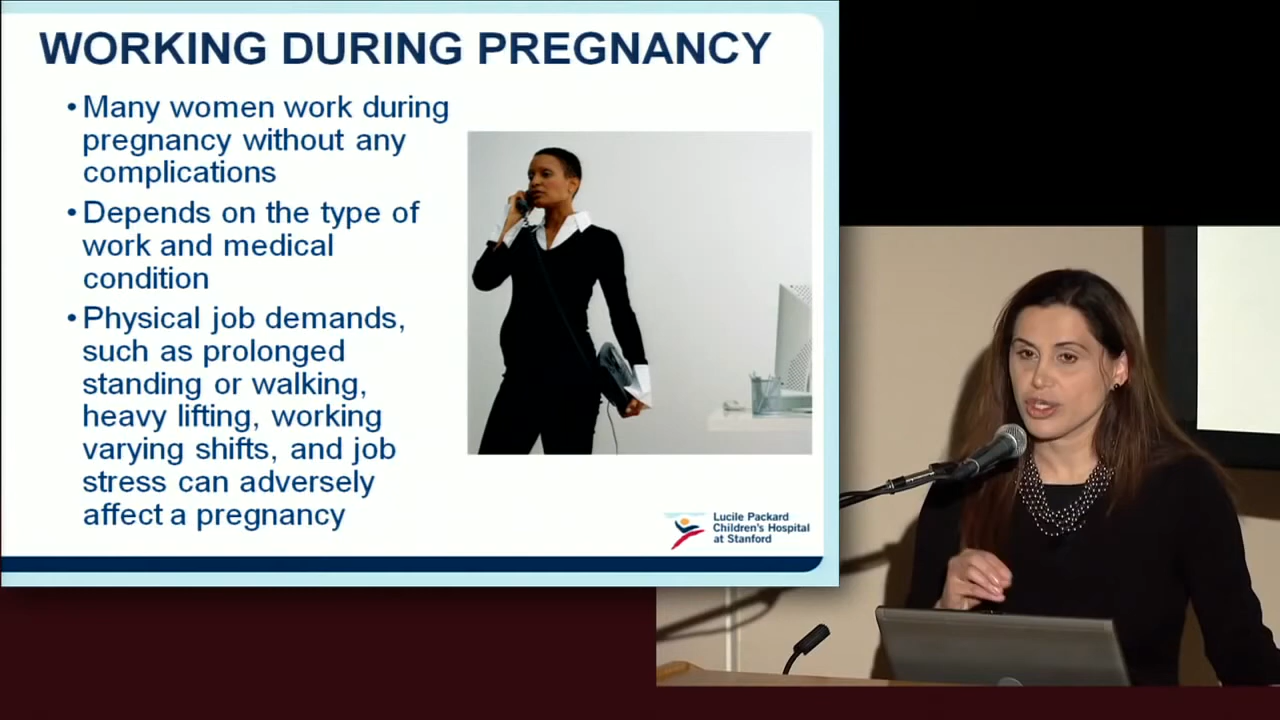 WORKING DURING PREGNANCY
• Many women work during
pregnancy without any
complications
• Depends on the type of
work and medical
condition
• Physical job demands,
such as prolonged
standing or walking,
heavy lifting, working
varying shifts, and job
stress can adversely
affect a pregnancy
Lucile Packard
Children's Hospital
at Stanford